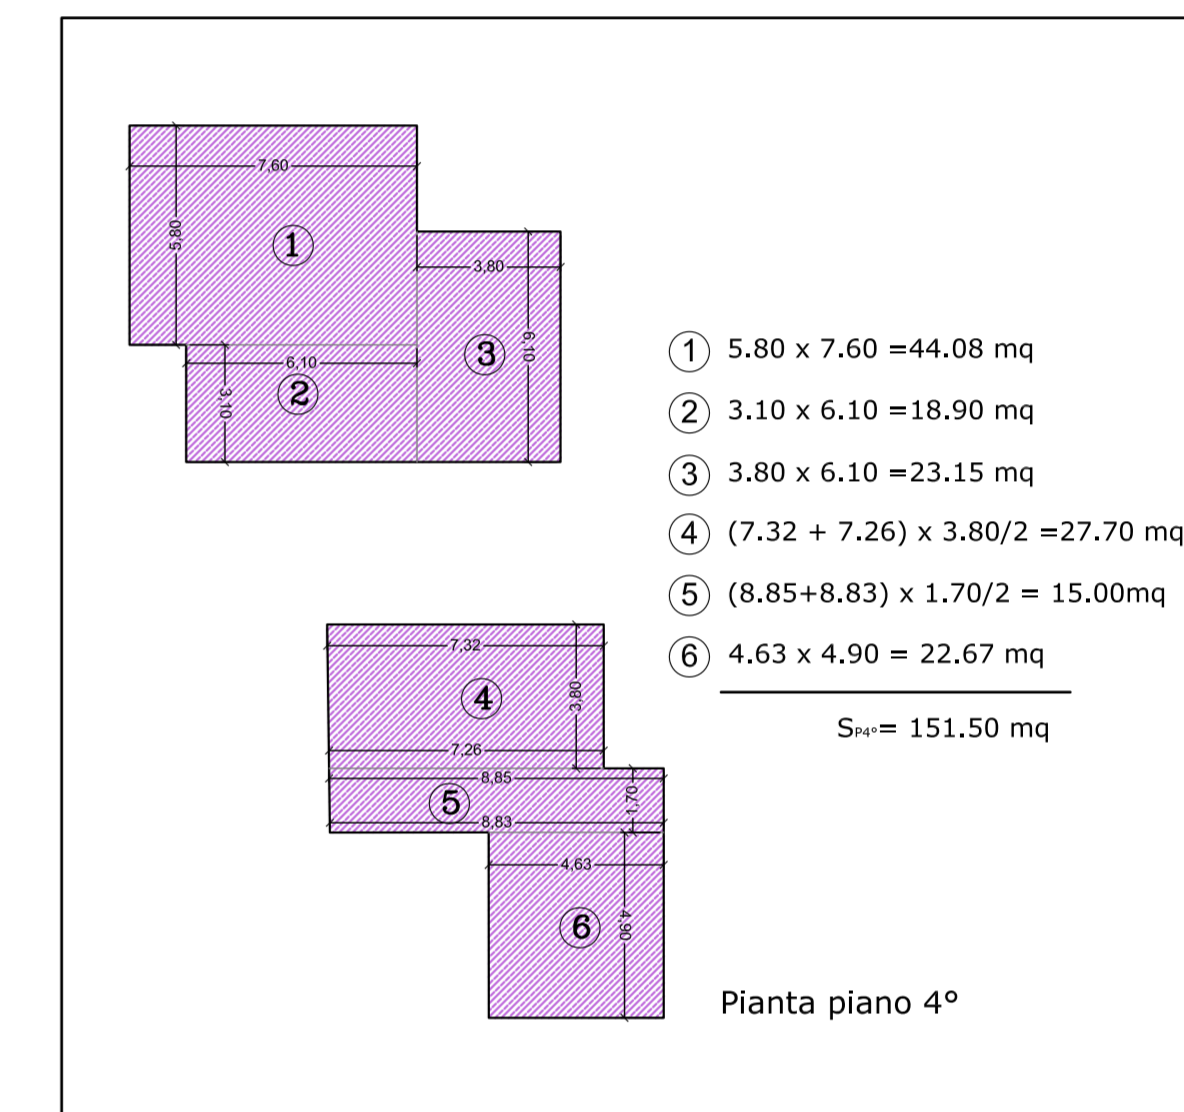 7,60
5,80
1
3,80
6,10
3
6,10
2
3,10
1 5.80 x 7.60 =44.08 mq
2 3.10 x 6.10 =18.90 mq
3 3.80 x 6.10 =23.15 mq
4 (7.32 + 7.26) x 3.80/2 =27.70 mq
5 (8.85+8.83) x 1.70/2 = 15.00mq
6 4.63 x 4.90 = 22.67 mq
SP4°= 151.50 mq
7,32
4
3,80
7,26
8,85
5
1,70
8,83
4,63
6
4,90
Pianta piano 4°